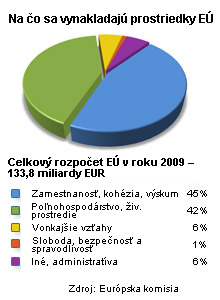 Na čo sa vynakladajú prostriedky EÚ
Celkový rozpočet EÚ v roku 2009 –
133,8 miliardy EUR
Zamestnanosť, kohézia, výskum 45%
Poľnohospodárstvo, živ. 42%
prostredie
Vonkajšie vzťahy 6%
Sloboda, bezpečnosť a 1%
spravodlivosť
Iné, administratíva 6%
Zdroj: Európska komisia